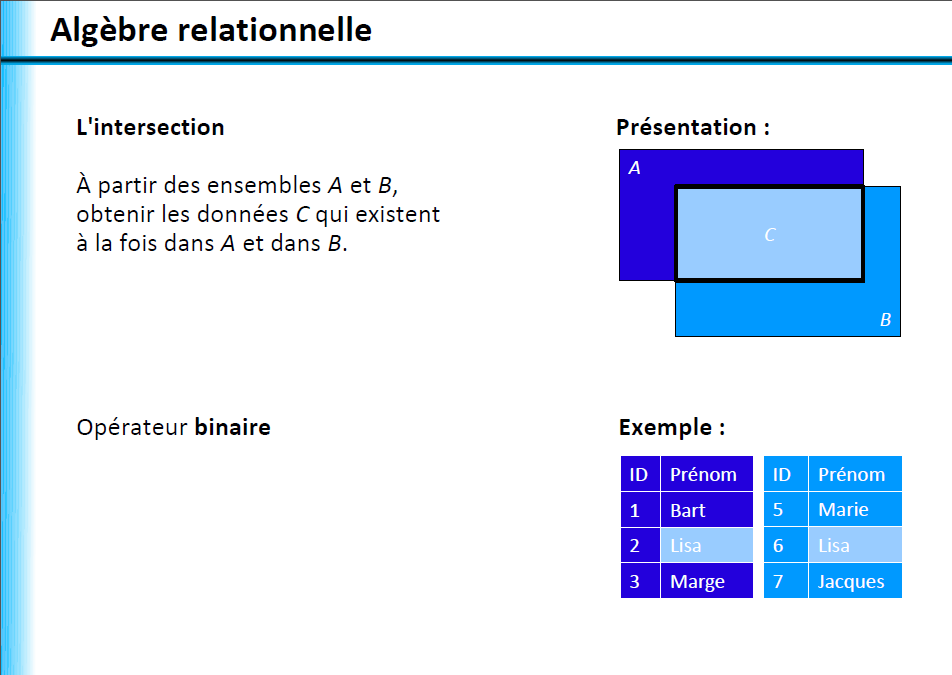 Algèbre relationnelle
L'intersection
À partir des ensembles A et B,
obtenir les données C qui existent
à la fois dans A et dans B.
Présentation :
A
C
B
Opérateur binaire
Exemple :
ID Prénom
1 Bart
2 Lisa
3 Marge
ID Prénom
5 Marie
6 Lisa
7 Jacques